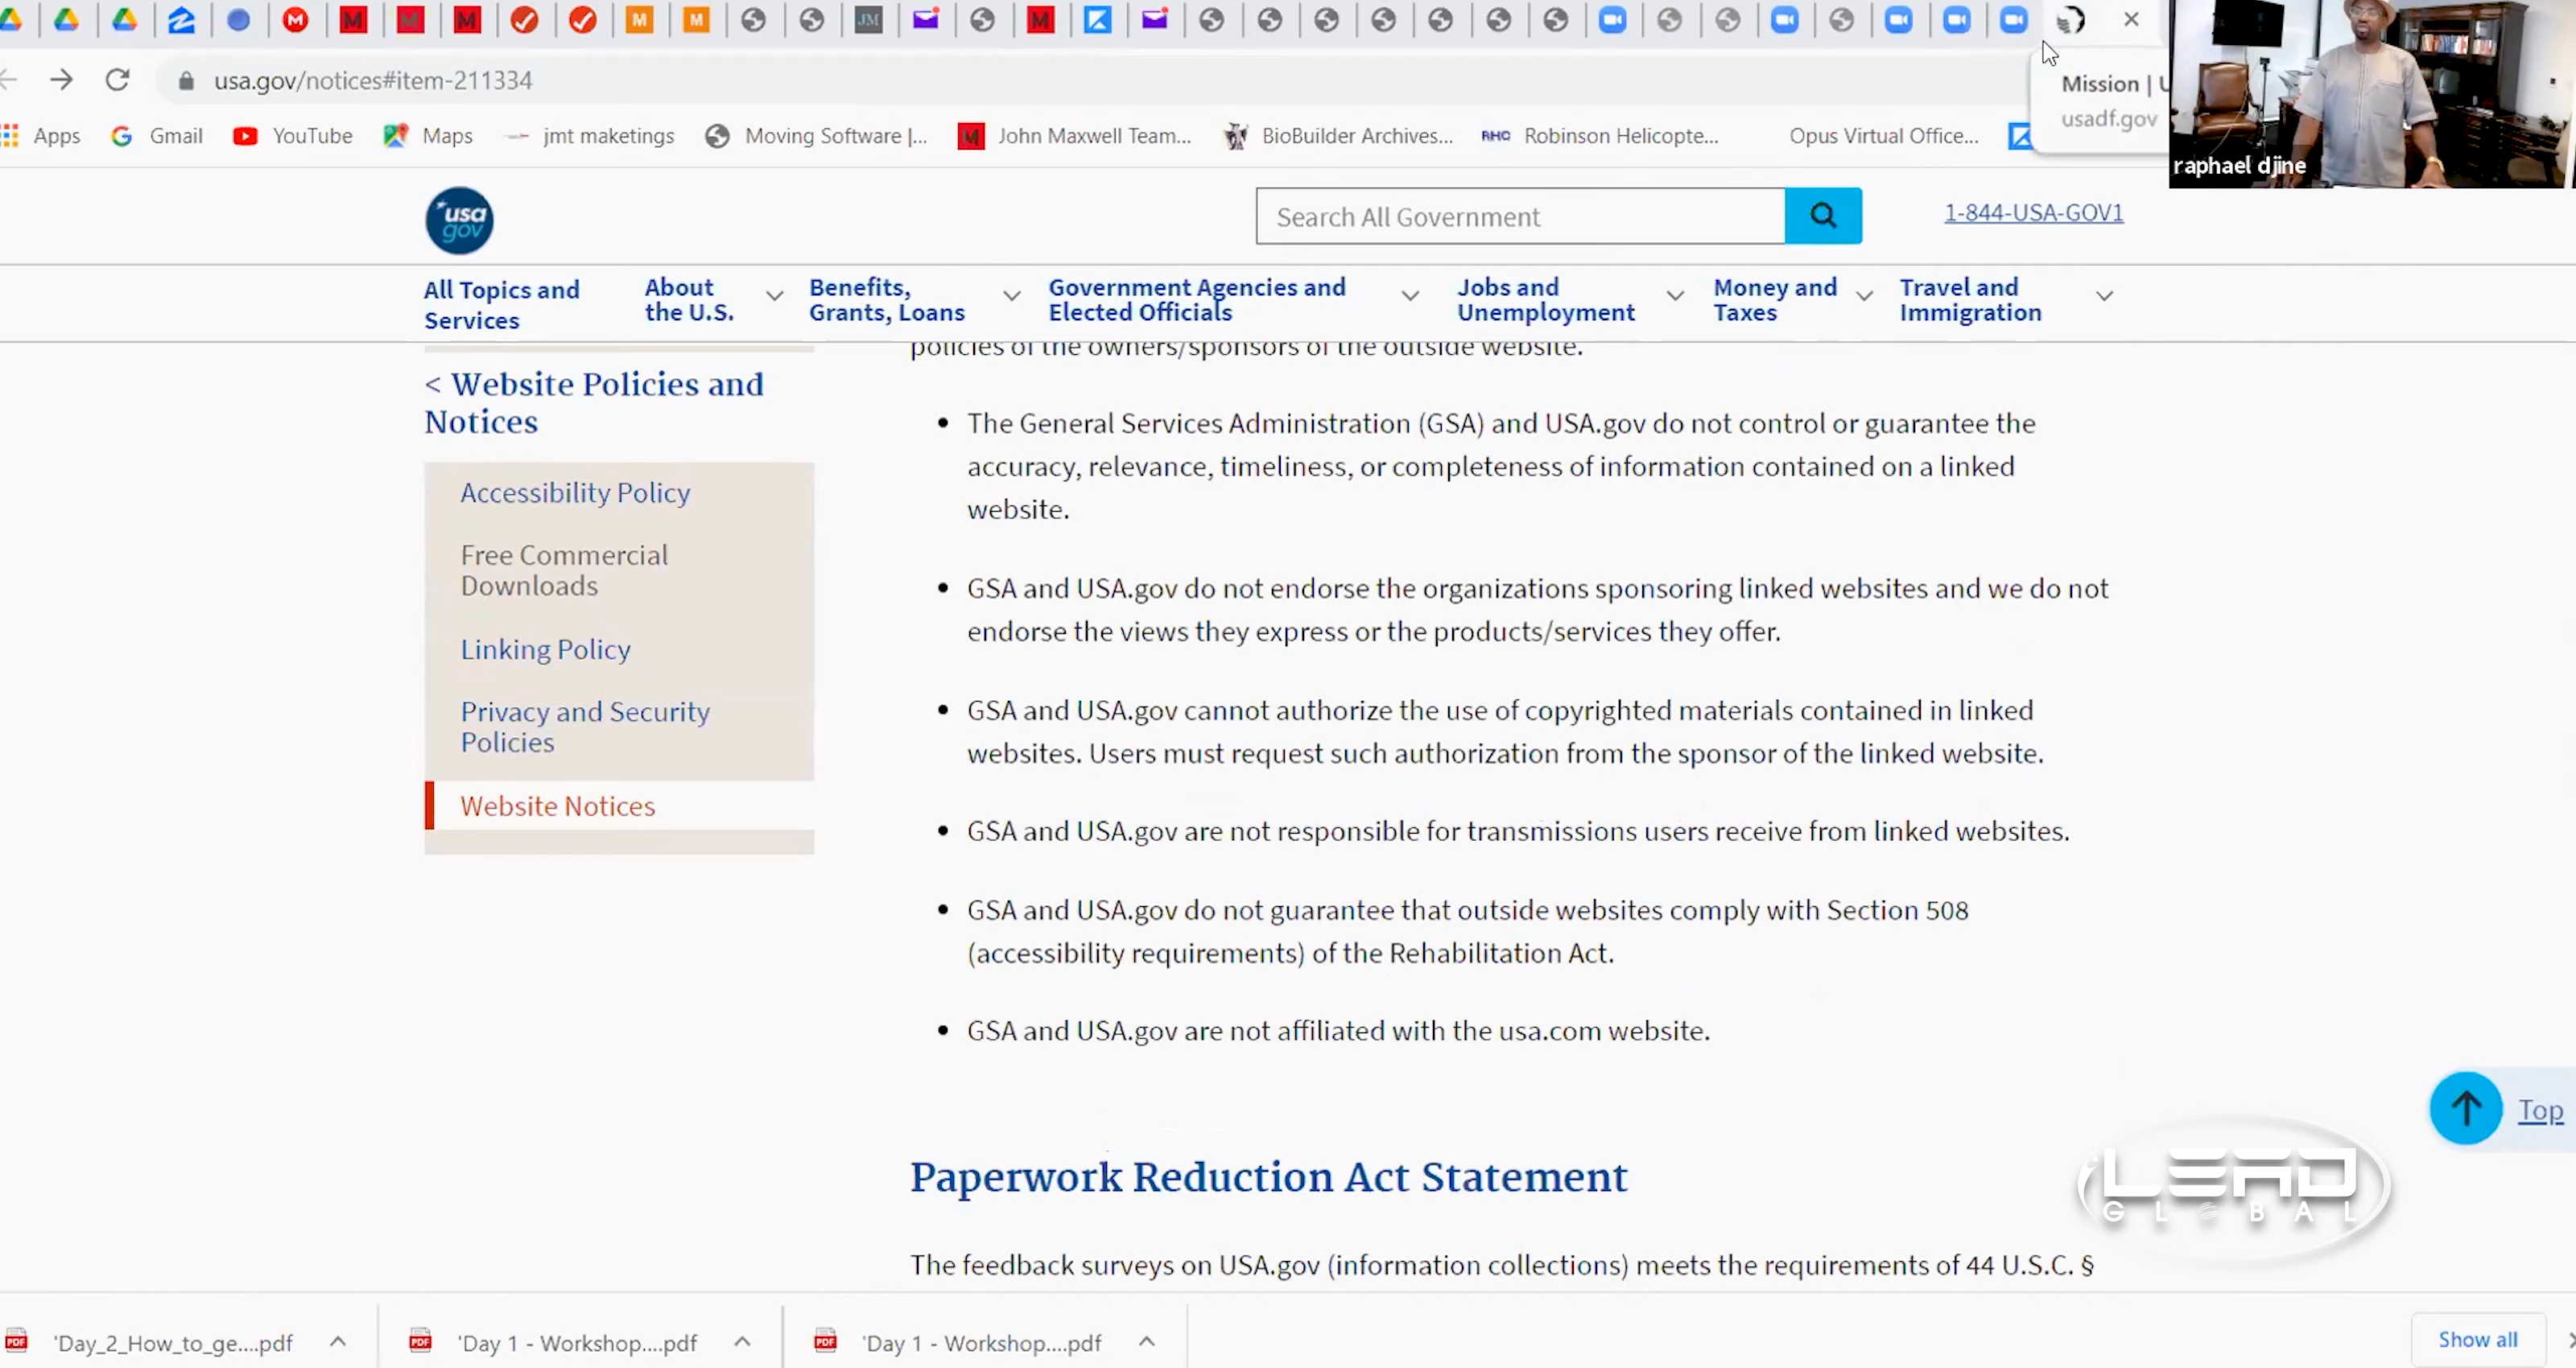 usa.gov/notices#item-211334
Mission | U
usadf.gov
raphael djine
Apps
Gmail
YouTube
Maps
jmt maketings
Moving Software |...
John Maxwell Team...
BioBuilder Archives...
RHC
Robinson Helicopte...
Opus Virtual Office...
usa
gov
Search All Government
1-844-USA-GOV1
All Topics and
Services
About
the U.S.
Benefits,
Grants, Loans
Government Agencies and
Elected Officials
Jobs and
Unemployment
Money and
Taxes
Travel and
Immigration
< Website Policies and
Notices
Accessibility Policy
Free Commercial
Downloads
Linking Policy
Privacy and Security
Policies
Website Notices
policies of the owners/sponsors of the outside website.
• The General Services Administration (GSA) and USA.gov do not control or guarantee the
accuracy, relevance, timeliness, or completeness of information contained on a linked
website.
• GSA and USA.gov do not endorse the organizations sponsoring linked websites and we do not
endorse the views they express or the products/services they offer.
• GSA and USA.gov cannot authorize the use of copyrighted materials contained in linked
websites. Users must request such authorization from the sponsor of the linked website.
• GSA and USA.gov are not responsible for transmissions users receive from linked websites.
• GSA and USA.gov do not guarantee that outside websites comply with Section 508
(accessibility requirements) of the Rehabilitation Act.
• GSA and USA.gov are not affiliated with the usa.com website.
Top
Paperwork Reduction Act Statement
The feedback surveys on USA.gov (information collections) meets the requirements of 44 U.S.C. §
iLEAD
GLOBAL
PDF
'Day_2_How_to_ge....pdf
PDF
'Day 1 - Workshop....pdf
PDF
'Day 1 - Workshop....pdf
Show all